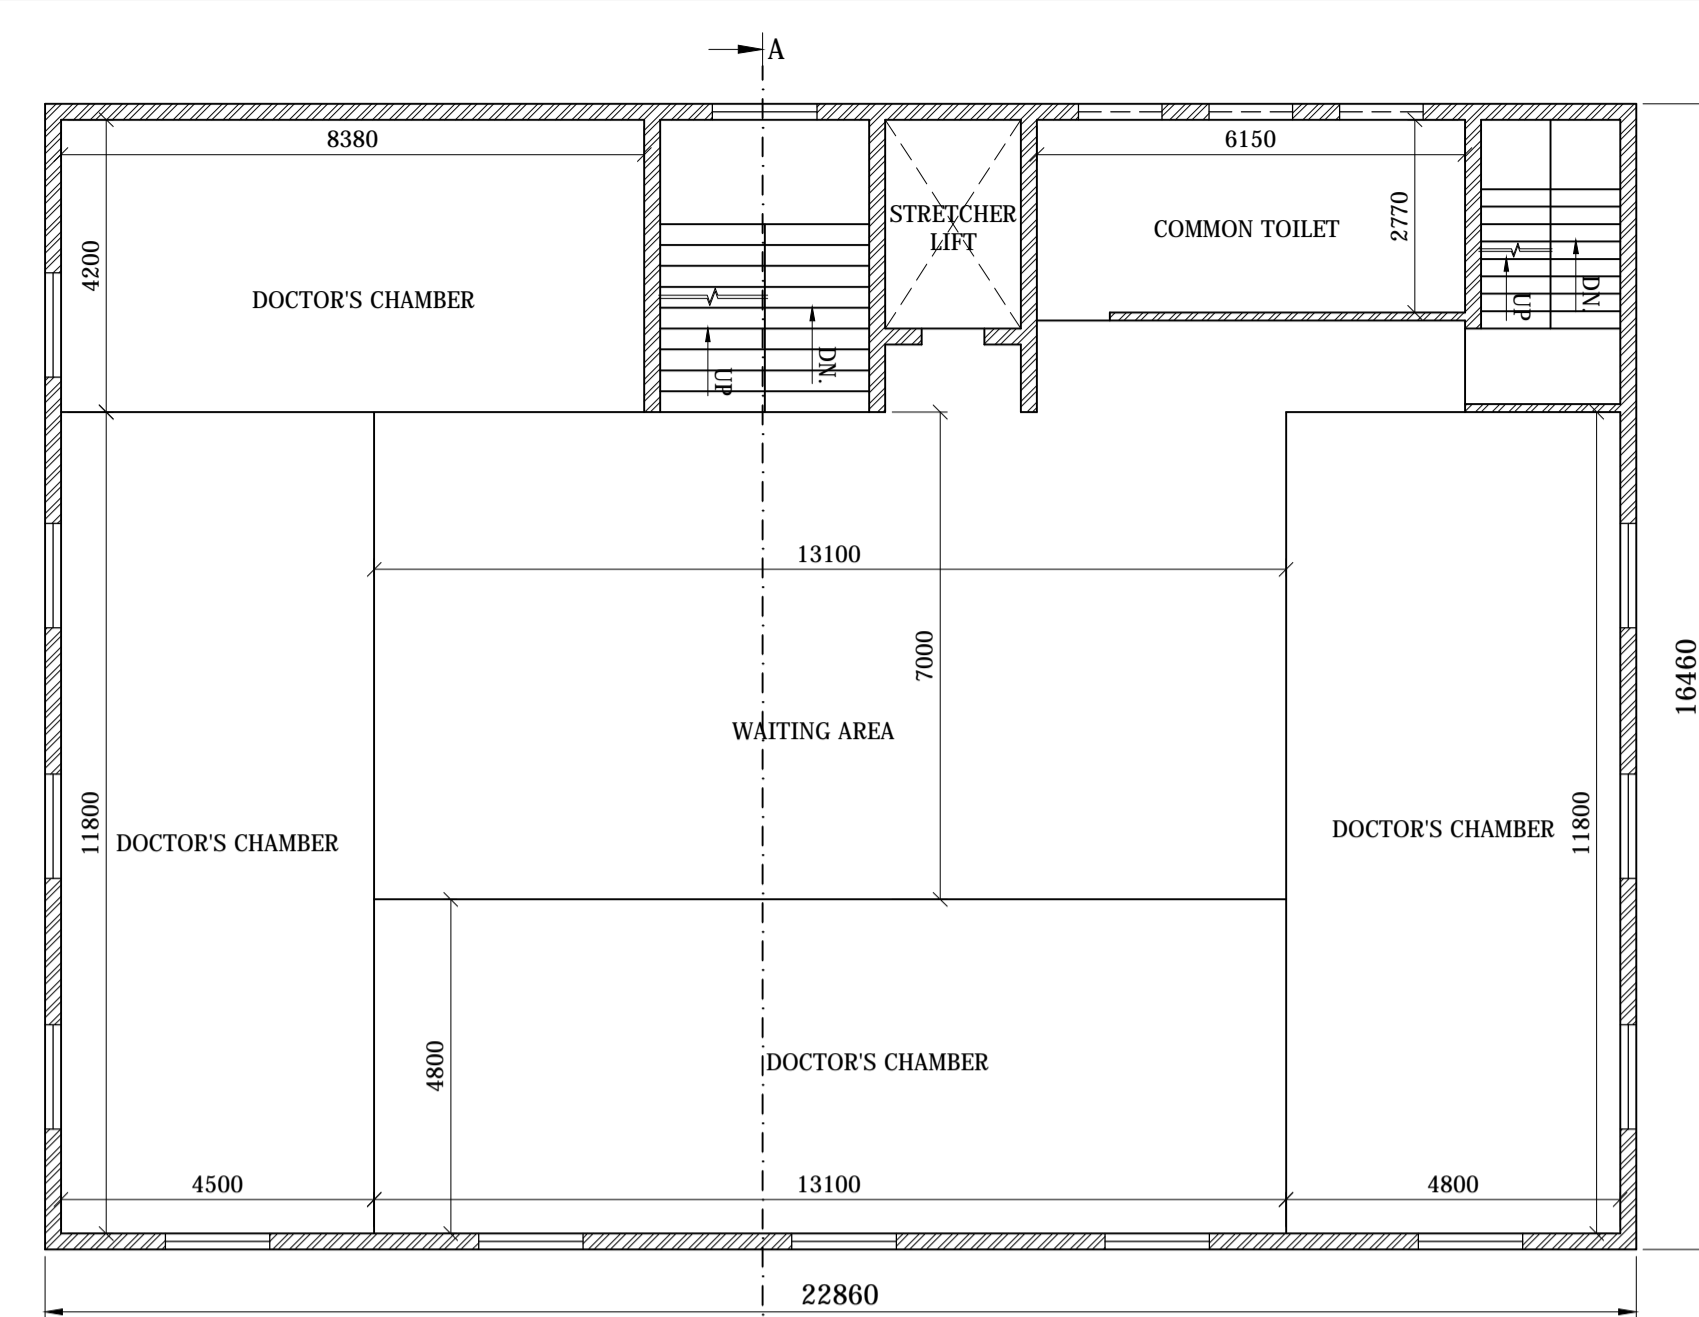 A
8380
6150
STRETCHER
LIFT
COMMON TOILET
2770
4200
DOCTOR'S CHAMBER
UP
DN.
UP
DN.
13100
7000
16460
WAITING AREA
11800
DOCTOR'S CHAMBER
DOCTOR'S CHAMBER
11800
4800
DOCTOR'S CHAMBER
4500
13100
4800
22860